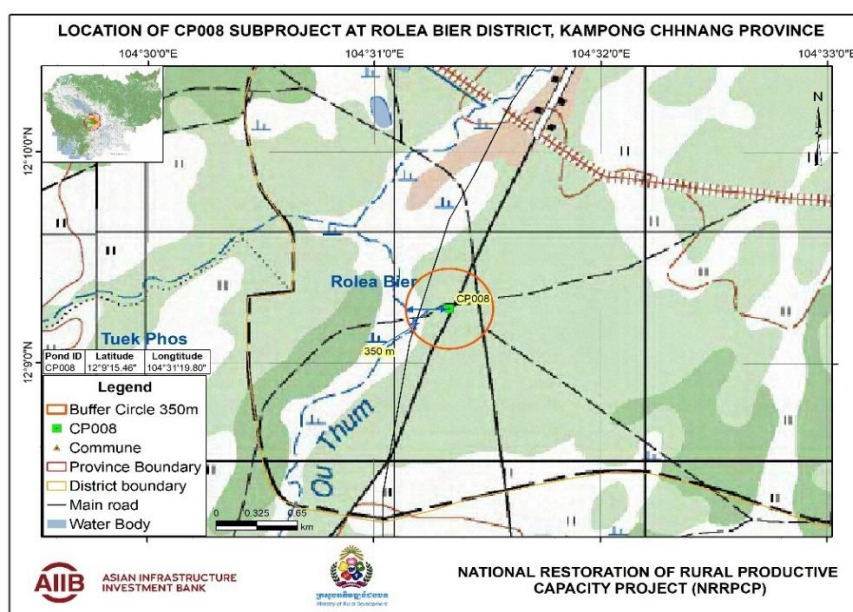 LOCATION OF CP008 SUBPROJECT AT ROLEA BIER DISTRICT, KAMPONG CHHNANG PROVINCE
104°30'0"E 104°31'0"E 104°32'0"E 104°33'0"E
N
12°10'0"N
Rolea Bier
CP008
350 m
Tuek Phos
12°9'0"N
Pond ID Latitude Longtitude
CP008 12°9'15.46" 104°31'19.80"
Ou Thum
Legend
Buffer Circle 350m
CP008
Commune
Province Boundary
District boundary
Main road
Water Body
0 0.325 0.65
km
AIIB
ASIAN INFRASTRUCTURE
INVESTMENT BANK
Ministry of Rural Development
NATIONAL RESTORATION OF RURAL PRODUCTIVE
CAPACITY PROJECT (NRRPCP)